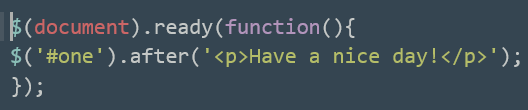 $(document).ready(function(){
$('#one').after('<p>Have a nice day!</p>');
});